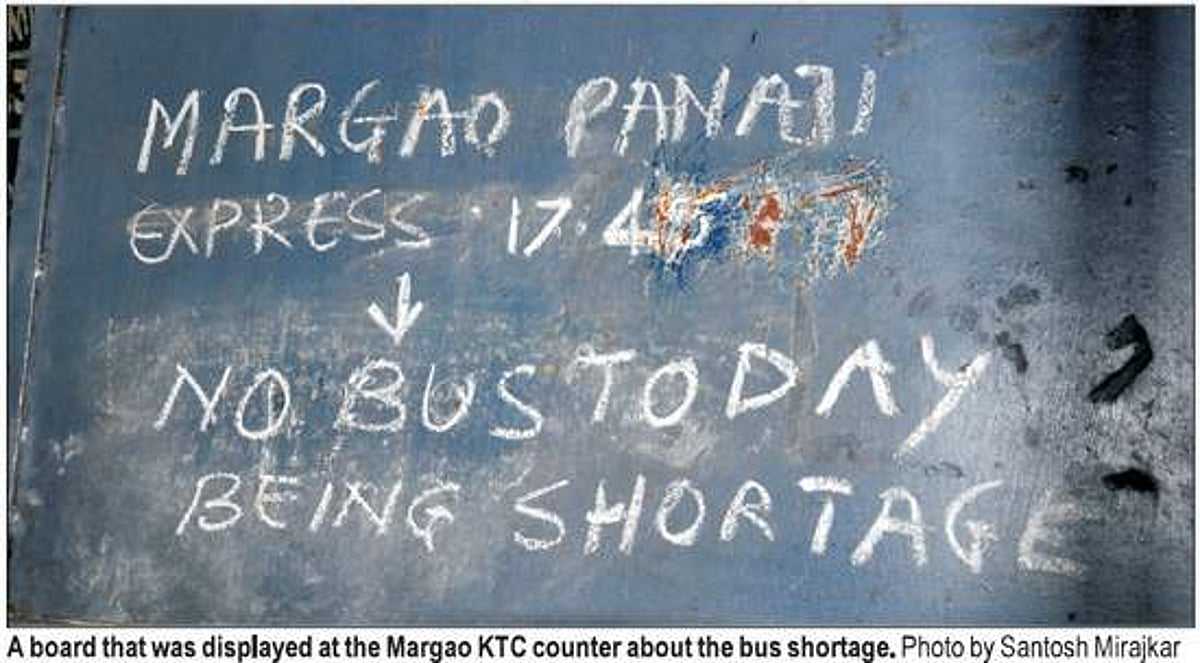 MARGAO PANAJI
EXPRESS 17.45
↓
NO BUS TODAY
BEING SHORTAGE
A board that was displayed at the Margao KTC counter about the bus shortage. Photo by Santosh Mirajkar